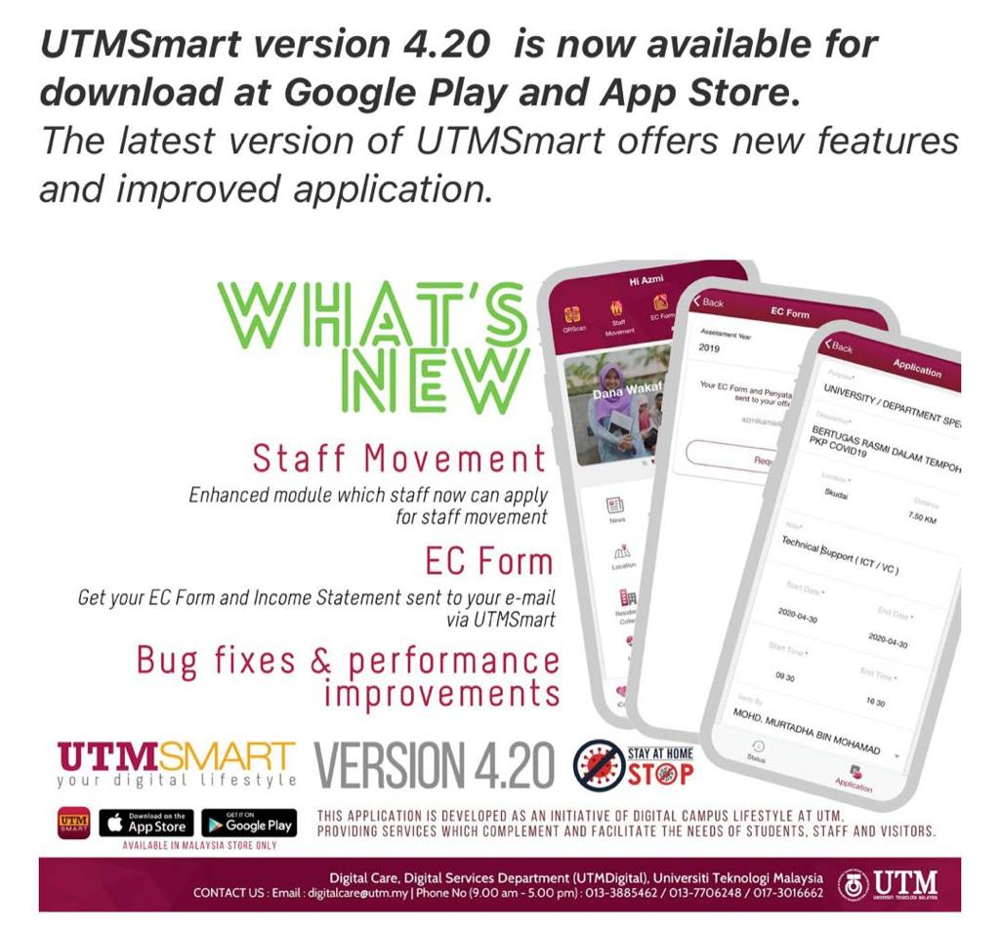 UTMSmart version 4.20 is now available for
download at Google Play and App Store.
The latest version of UTMSmart offers new features
and improved application.
WHAT'S
NEW
Staff Movement
Enhanced module which staff now can apply
for staff movement
EC Form
Get your EC Form and Income Statement sent to your e-mail
via UTMSmart
Bug fixes & performance
improvements
Hi Azmi
QRScan
Staff
Movement
EC Form
Dana Wakaf
News
Location
Back
EC Form
Assessment Year
2019
Your EC Form and Penyata
sent to your offi
azmikamis@
Requ
Back
Application
Purpose*
UNIVERSITY / DEPARTMENT SPE
Description*
BERTUGAS RASMI DALAM TEMPOH
PKP COVID19
Location *
Distance
Skudai
7.50 KM
Note*
Technical Support ( ICT / VC )
Start Date *
End Date *
2020-04-30
2020-04-30
Start Time *
End Time *
09:30
16:30
Verify By
MOHD. MURTADHA BIN MOHAMAD
Status
Application
UTMSMART
your digital lifestyle
VERSION 4.20
STAY AT HOME
STOP
UTM
SMART
Download on the
App Store
GET IT ON
Google Play
AVAILABLE IN MALAYSIA STORE ONLY
THIS APPLICATION IS DEVELOPED AS AN INITIATIVE OF DIGITAL CAMPUS LIFESTYLE AT UTM,
PROVIDING SERVICES WHICH COMPLEMENT AND FACILITATE THE NEEDS OF STUDENTS, STAFF AND VISITORS.
Digital Care, Digital Services Department (UTMDigital), Universiti Teknologi Malaysia
CONTACT US : Email : digitalcare@utm.my | Phone No (9.00 am - 5.00 pm) : 013-3885462 / 013-7706248 / 017-3016662
UTM
UNIVERSITI TEKNOLOGI MALAYSIA